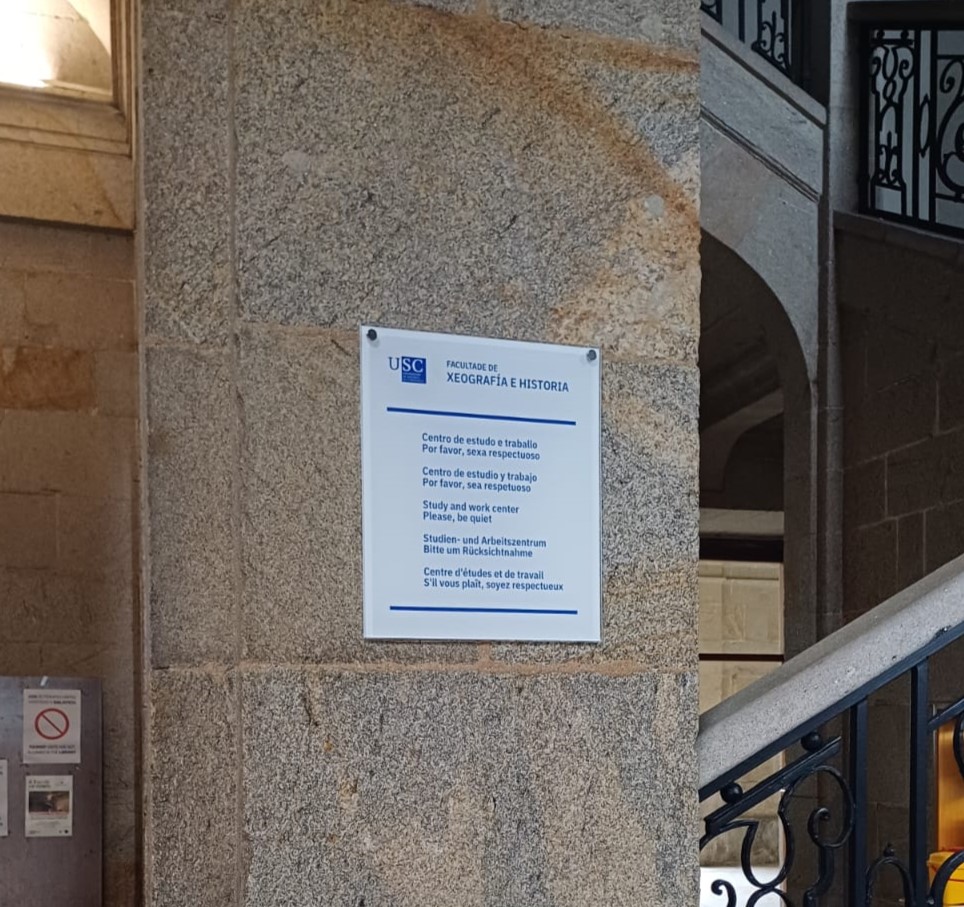 USC
FACULTADE DE
XEOGRAFÍA E HISTORIA
Centro de estudo e traballo
Por favor, sexa respectuoso
Centro de estudio y trabajo
Por favor, sea respetuoso
Study and work center
Please, be quiet
Studien- und Arbeitszentrum
Bitte um Rücksichtnahme
Centre d'études et de travail
S'il vous plaît, soyez respectueux